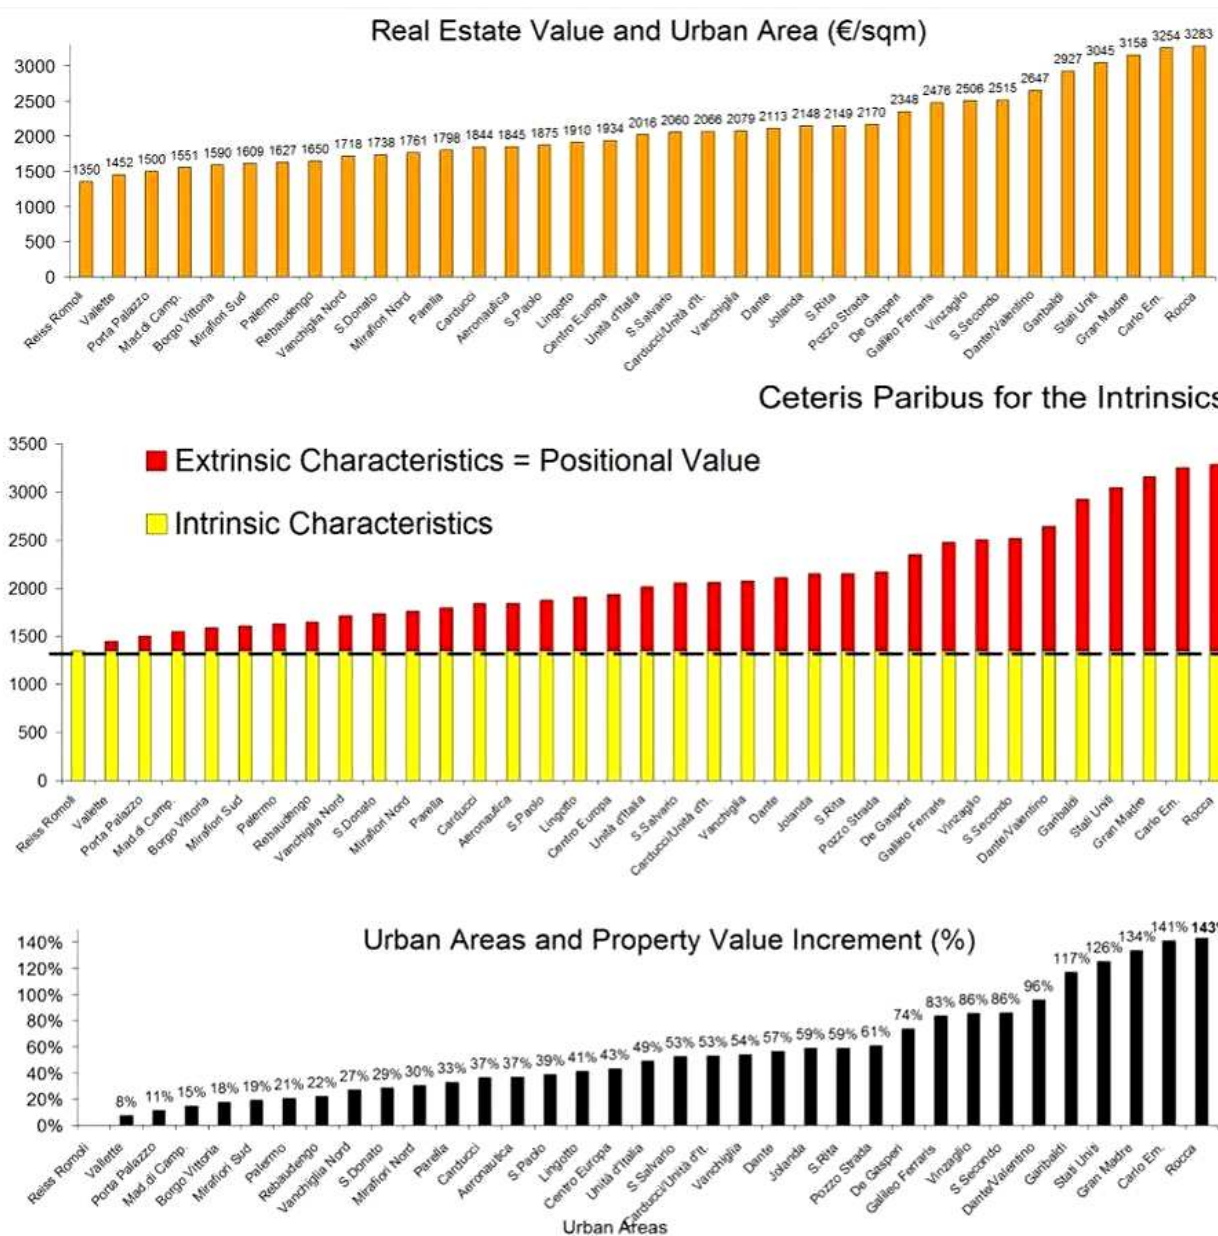 Real Estate Value and Urban Area (€/sqm)
3000
2500
2000
1500
1000
500
0
1350 1452 1500 1551 1590 1609 1627 1650 1718 1738 1761 1798 1844 1845 1875 1910 1934 2016 2060 2066 2079 2113 2148 2149 2170 2348 2476 2506 2515 2647 2927 3045 3158 3254 3283
Reiss Romoli Vallette Porta Palazzo Mad.di Camp. Borgo Vittoria Mirafiori Sud Palermo Rebaudengo Vanchiglia Nord S.Donato Mirafiori Nord Parella Carducci Aeronautica S.Paolo Lingotto Centro Europa Unità d'Italia S.Salvario Carducci/Unità d'It. Vanchiglia Dante Jolanda S.Rita Pozzo Strada De Gasperi Galileo Ferraris Vinzaglio S.Secondo Dante/Valentino Garibaldi Stati Uniti Gran Madre Carlo Em. Rocca
Ceteris Paribus for the Intrinsics
Extrinsic Characteristics = Positional Value
Intrinsic Characteristics
3500
3000
2500
2000
1500
1000
500
0
Reiss Romoli Vallette Porta Palazzo Mad.di Camp. Borgo Vittoria Mirafiori Sud Palermo Rebaudengo Vanchiglia Nord S.Donato Mirafiori Nord Parella Carducci Aeronautica S.Paolo Lingotto Centro Europa Unità d'Italia S.Salvario Carducci/Unità d'It. Vanchiglia Dante Jolanda S.Rita Pozzo Strada De Gasperi Galileo Ferraris Vinzaglio S.Secondo Dante/Valentino Garibaldi Stati Uniti Gran Madre Carlo Em. Rocca
Urban Areas and Property Value Increment (%)
140%
120%
100%
80%
60%
40%
20%
0%
8% 11% 15% 18% 19% 21% 22% 27% 29% 30% 33% 37% 37% 39% 41% 43% 49% 53% 53% 54% 57% 59% 59% 61% 74% 83% 86% 86% 96% 117% 126% 134% 141% 143%
Reiss Romoli Vallette Porta Palazzo Mad.di Camp. Borgo Vittoria Mirafiori Sud Palermo Rebaudengo Vanchiglia Nord S.Donato Mirafiori Nord Parella Carducci Aeronautica S.Paolo Lingotto Centro Europa Unità d'Italia S.Salvario Carducci/Unità d'It. Vanchiglia Dante Jolanda S.Rita Pozzo Strada De Gasperi Galileo Ferraris Vinzaglio S.Secondo Dante/Valentino Garibaldi Stati Uniti Gran Madre Carlo Em. Rocca
Urban Areas